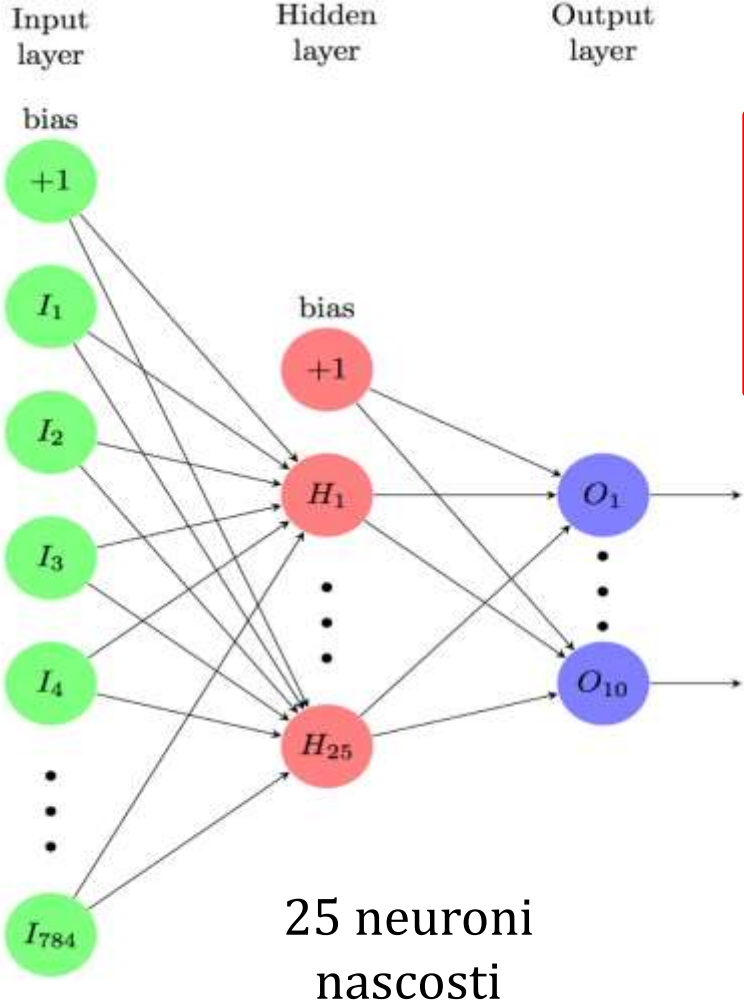 Input
layer
Hidden
layer
Output
layer
bias
+1
I₁
I₂
I₃
I₄
I₇₈₄
bias
+1
H₁
H₂₅
O₁
O₁₀
25 neuroni
nascosti